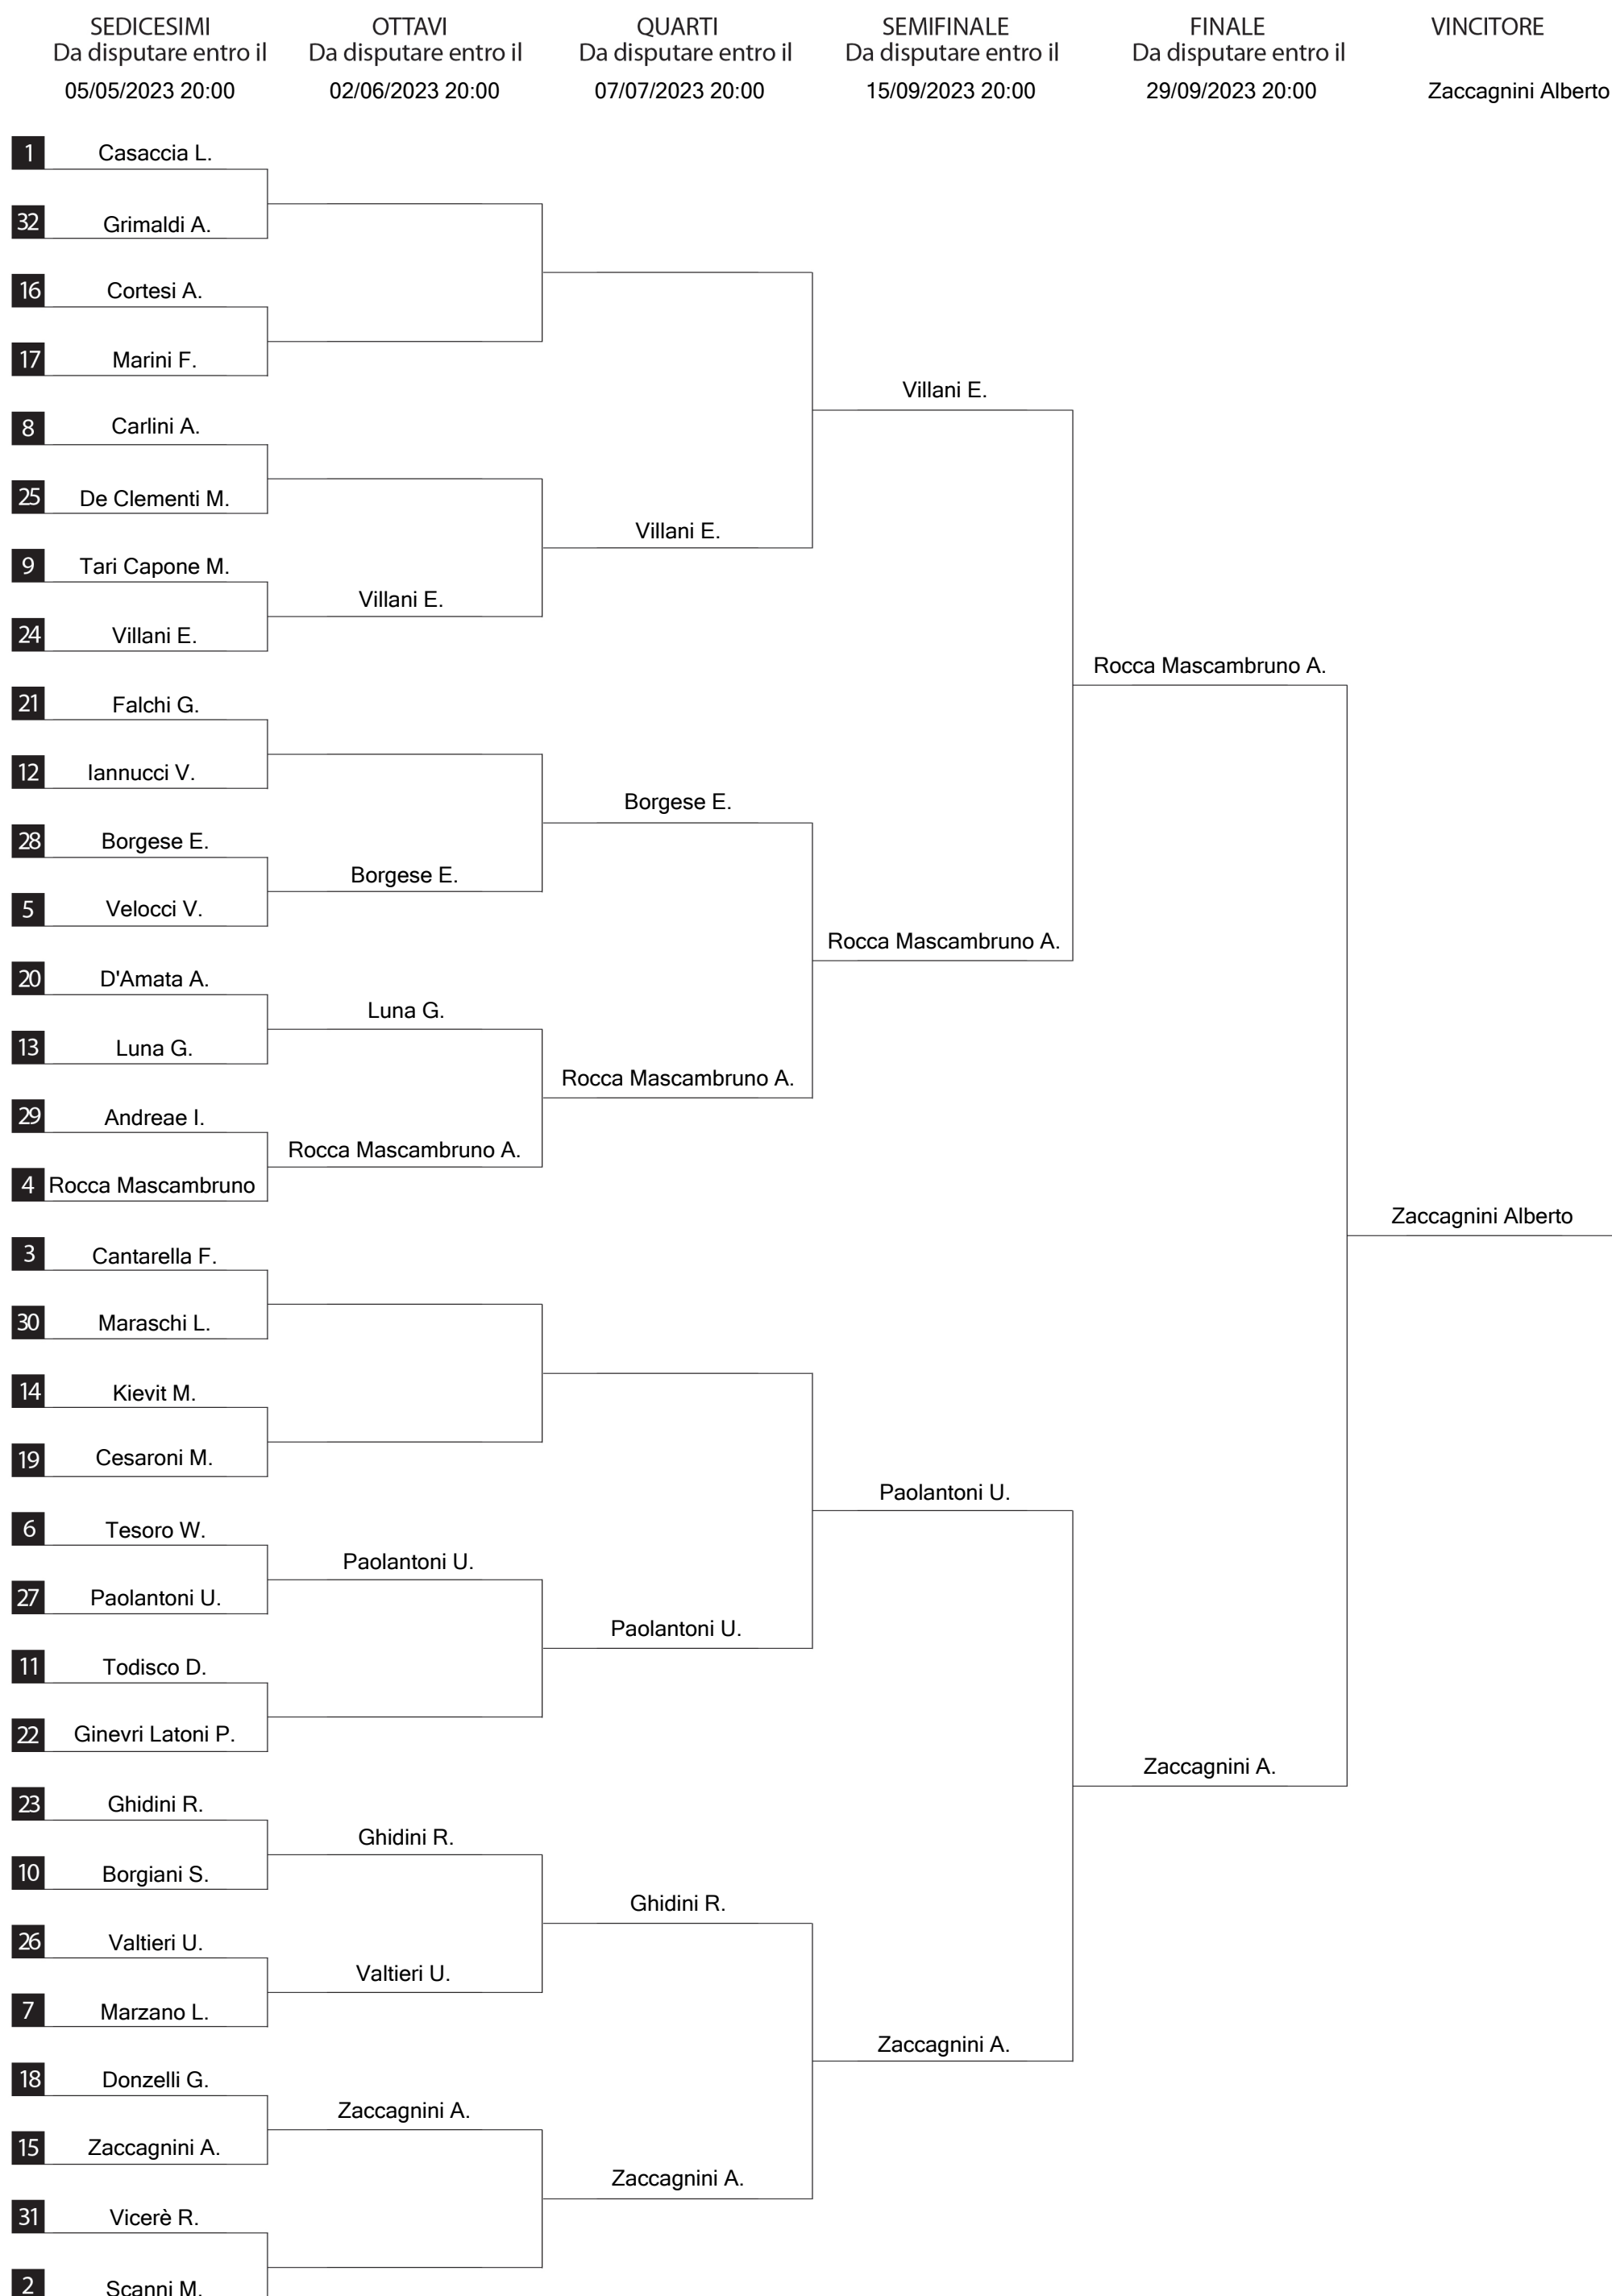 SEDICESIMI
Da disputare entro il
05/05/2023 20:00
OTTAVI
Da disputare entro il
02/06/2023 20:00
QUARTI
Da disputare entro il
07/07/2023 20:00
SEMIFINALE
Da disputare entro il
15/09/2023 20:00
FINALE
Da disputare entro il
29/09/2023 20:00
VINCITORE
Zaccagnini Alberto
1 Casaccia L.
32 Grimaldi A.
16 Cortesi A.
17 Marini F.
8 Carlini A.
25 De Clementi M.
9 Tari Capone M.
24 Villani E.
21 Falchi G.
12 Iannucci V.
28 Borgese E.
5 Velocci V.
20 D'Amata A.
13 Luna G.
29 Andreae I.
4 Rocca Mascambruno
3 Cantarella F.
30 Maraschi L.
14 Kievit M.
19 Cesaroni M.
6 Tesoro W.
27 Paolantoni U.
11 Todisco D.
22 Ginevri Latoni P.
23 Ghidini R.
10 Borgiani S.
26 Valtieri U.
7 Marzano L.
18 Donzelli G.
15 Zaccagnini A.
31 Vicerè R.
2 Scanni M.
Villani E.
Borgese E.
Luna G.
Rocca Mascambruno A.
Paolantoni U.
Ghidini R.
Valtieri U.
Zaccagnini A.
Villani E.
Borgese E.
Rocca Mascambruno A.
Paolantoni U.
Ghidini R.
Zaccagnini A.
Villani E.
Rocca Mascambruno A.
Paolantoni U.
Zaccagnini A.
Rocca Mascambruno A.
Zaccagnini A.
Zaccagnini Alberto